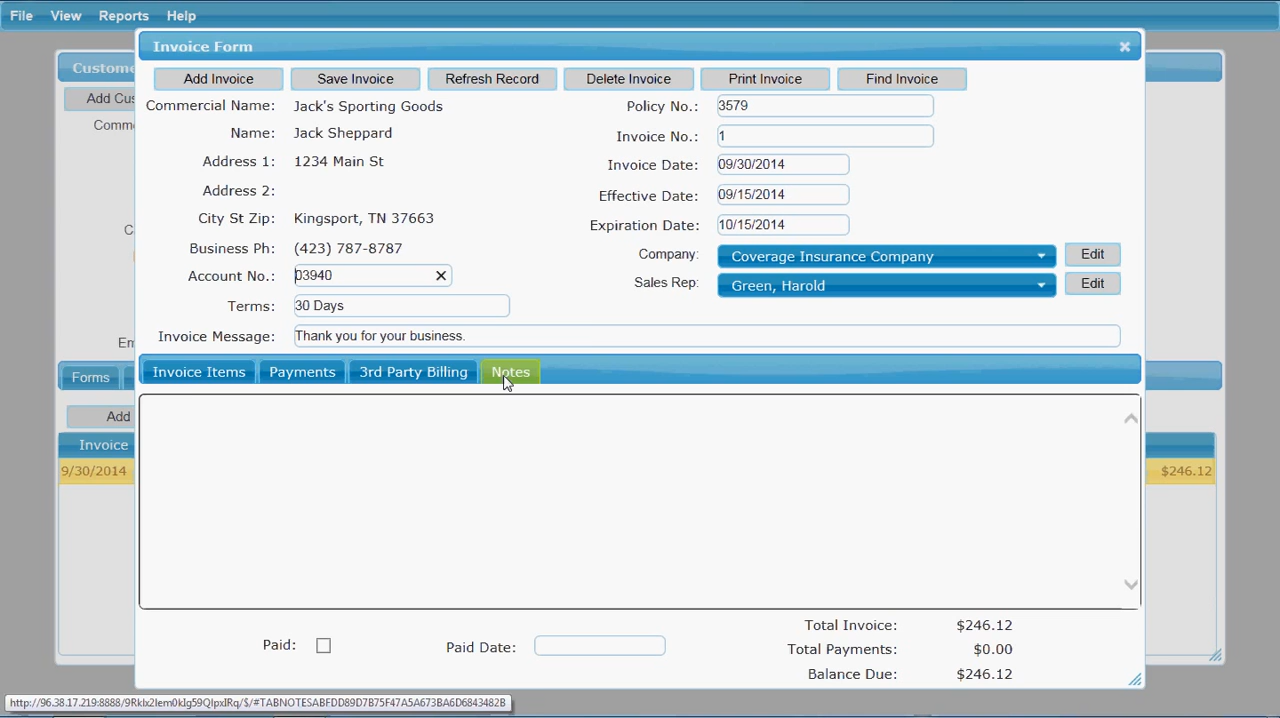 File View Reports Help
Invoice Form
Custome
Add Invoice Save Invoice Refresh Record Delete Invoice Print Invoice Find Invoice
Add Cus
Commercial Name: Jack's Sporting Goods Policy No.: 3579
Comme
Name: Jack Sheppard Invoice No.: 1
Address 1: 1234 Main St Invoice Date: 09/30/2014
Address 2: Effective Date: 09/15/2014
City St Zip: Kingsport, TN 37663 Expiration Date: 10/15/2014
Business Ph: (423) 787-8787 Company: Coverage Insurance Company Edit
Account No.: 03940 Sales Rep: Green, Harold Edit
Terms: 30 Days
Invoice Message: Thank you for your business.
Em
Forms
Invoice Items Payments 3rd Party Billing Notes
Add
Invoice
9/30/2014 $246.12
Total Invoice: $246.12
Paid: Paid Date: Total Payments: $0.00
Balance Due: $246.12